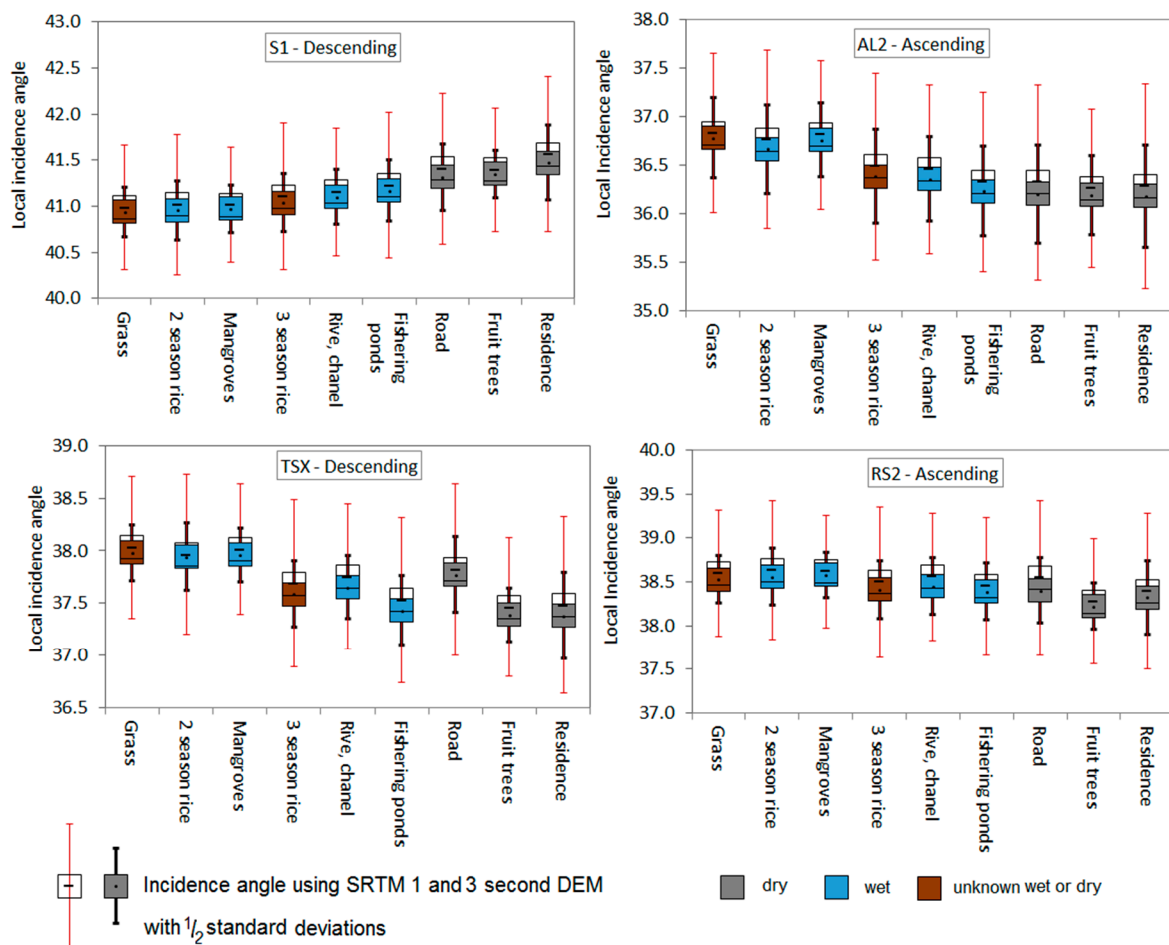 S1 - Descending
Local incidence angle
43.0
42.5
42.0
41.5
41.0
40.5
40.0
Grass
2 season rice
Mangroves
3 season rice
Rive, chanel
Fishering
ponds
Road
Fruit trees
Residence
AL2 - Ascending
Local incidence angle
38.0
37.5
37.0
36.5
36.0
35.5
35.0
Grass
2 season rice
Mangroves
3 season rice
Rive, chanel
Fishering
ponds
Road
Fruit trees
Residence
TSX - Descending
Local incidence angle
39.0
38.5
38.0
37.5
37.0
36.5
Grass
2 season rice
Mangroves
3 season rice
Rive, chanel
Fishering ponds
Road
Fruit trees
Residence
RS2 - Ascending
Local incidence angle
40.0
39.5
39.0
38.5
38.0
37.5
37.0
Grass
2 season rice
Mangroves
3 season rice
Rive, chanel
Fishering ponds
Road
Fruit trees
Residence
Incidence angle using SRTM 1 and 3 second DEM
with 1/2 standard deviations
dry
wet
unknown wet or dry